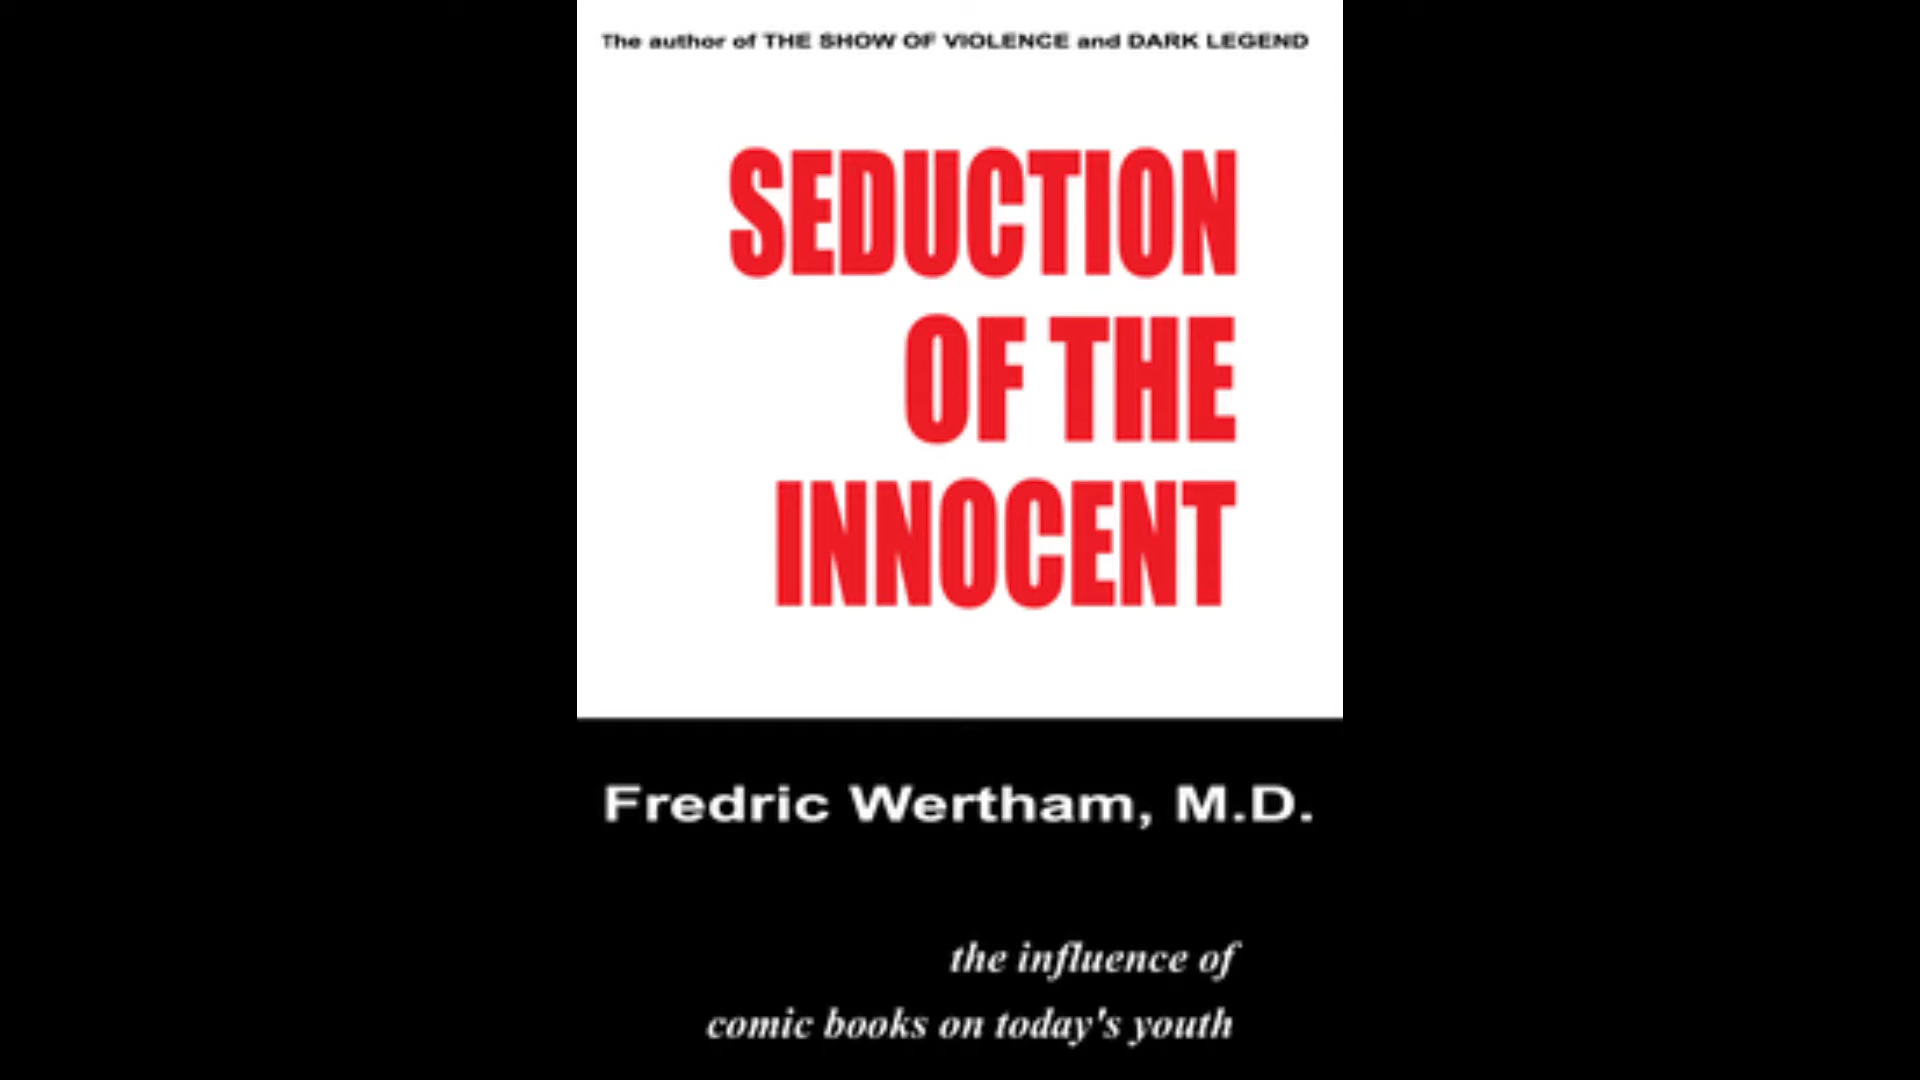 The author of THE SHOW OF VIOLENCE and DARK LEGEND
SEDUCTION
OF THE
INNOCENT
Fredric Wertham, M.D.
the influence of
comic books on today's youth